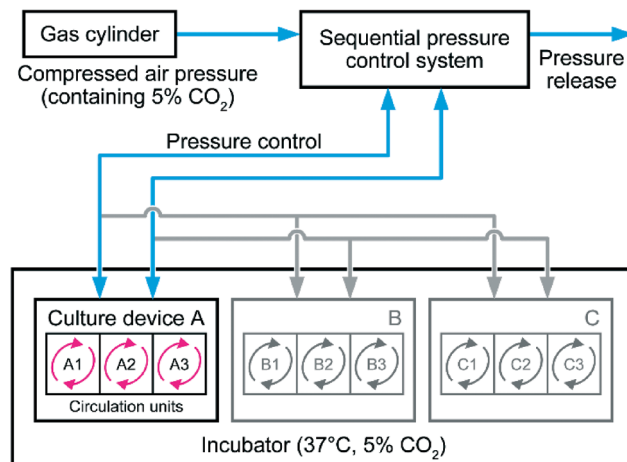 Gas cylinder
Compressed air pressure
(containing 5% CO₂)
Sequential pressure
control system
Pressure
release
Pressure control
Culture device A
A1 A2 A3
Circulation units
B
B1 B2 B3
C
C1 C2 C3
Incubator (37°C, 5% CO₂)